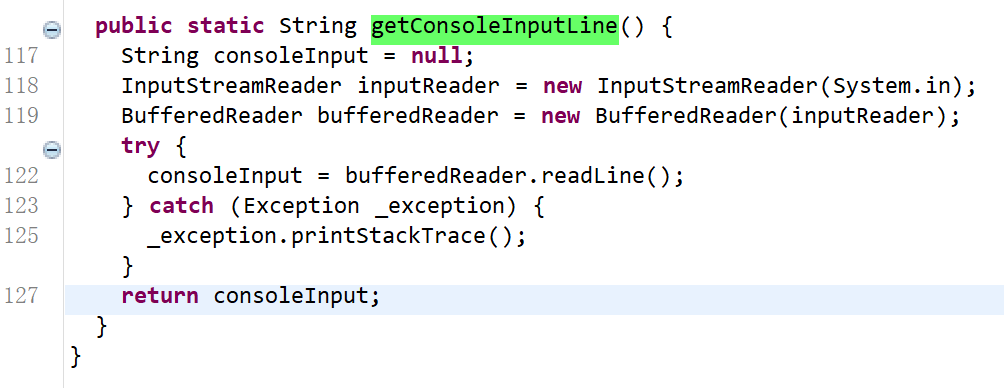 public static String getConsoleInputLine() {
117 String consoleInput = null;
118 InputStreamReader inputReader = new InputStreamReader(System.in);
119 BufferedReader bufferedReader = new BufferedReader(inputReader);
try {
122 consoleInput = bufferedReader.readLine();
123 } catch (Exception _exception) {
125 _exception.printStackTrace();
}
127 return consoleInput;
}
}